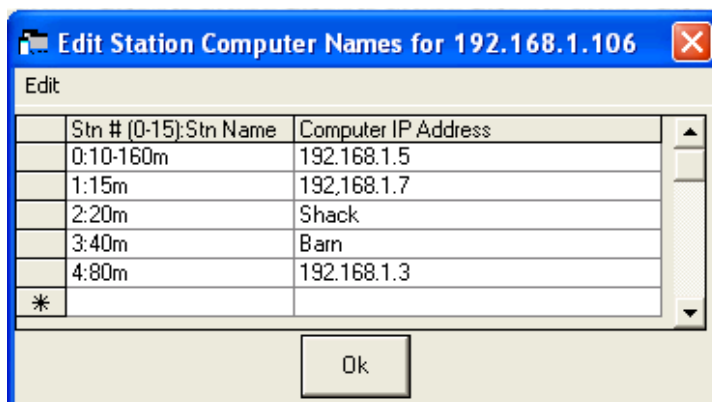 Edit Station Computer Names for 192.168.1.106
Edit
Stn # (0-15):Stn Name Computer IP Address
0:10-160m 192.168.1.5
1:15m 192,168.1.7
2:20m Shack
3:40m Barn
4:80m 192.168.1.3
Ok